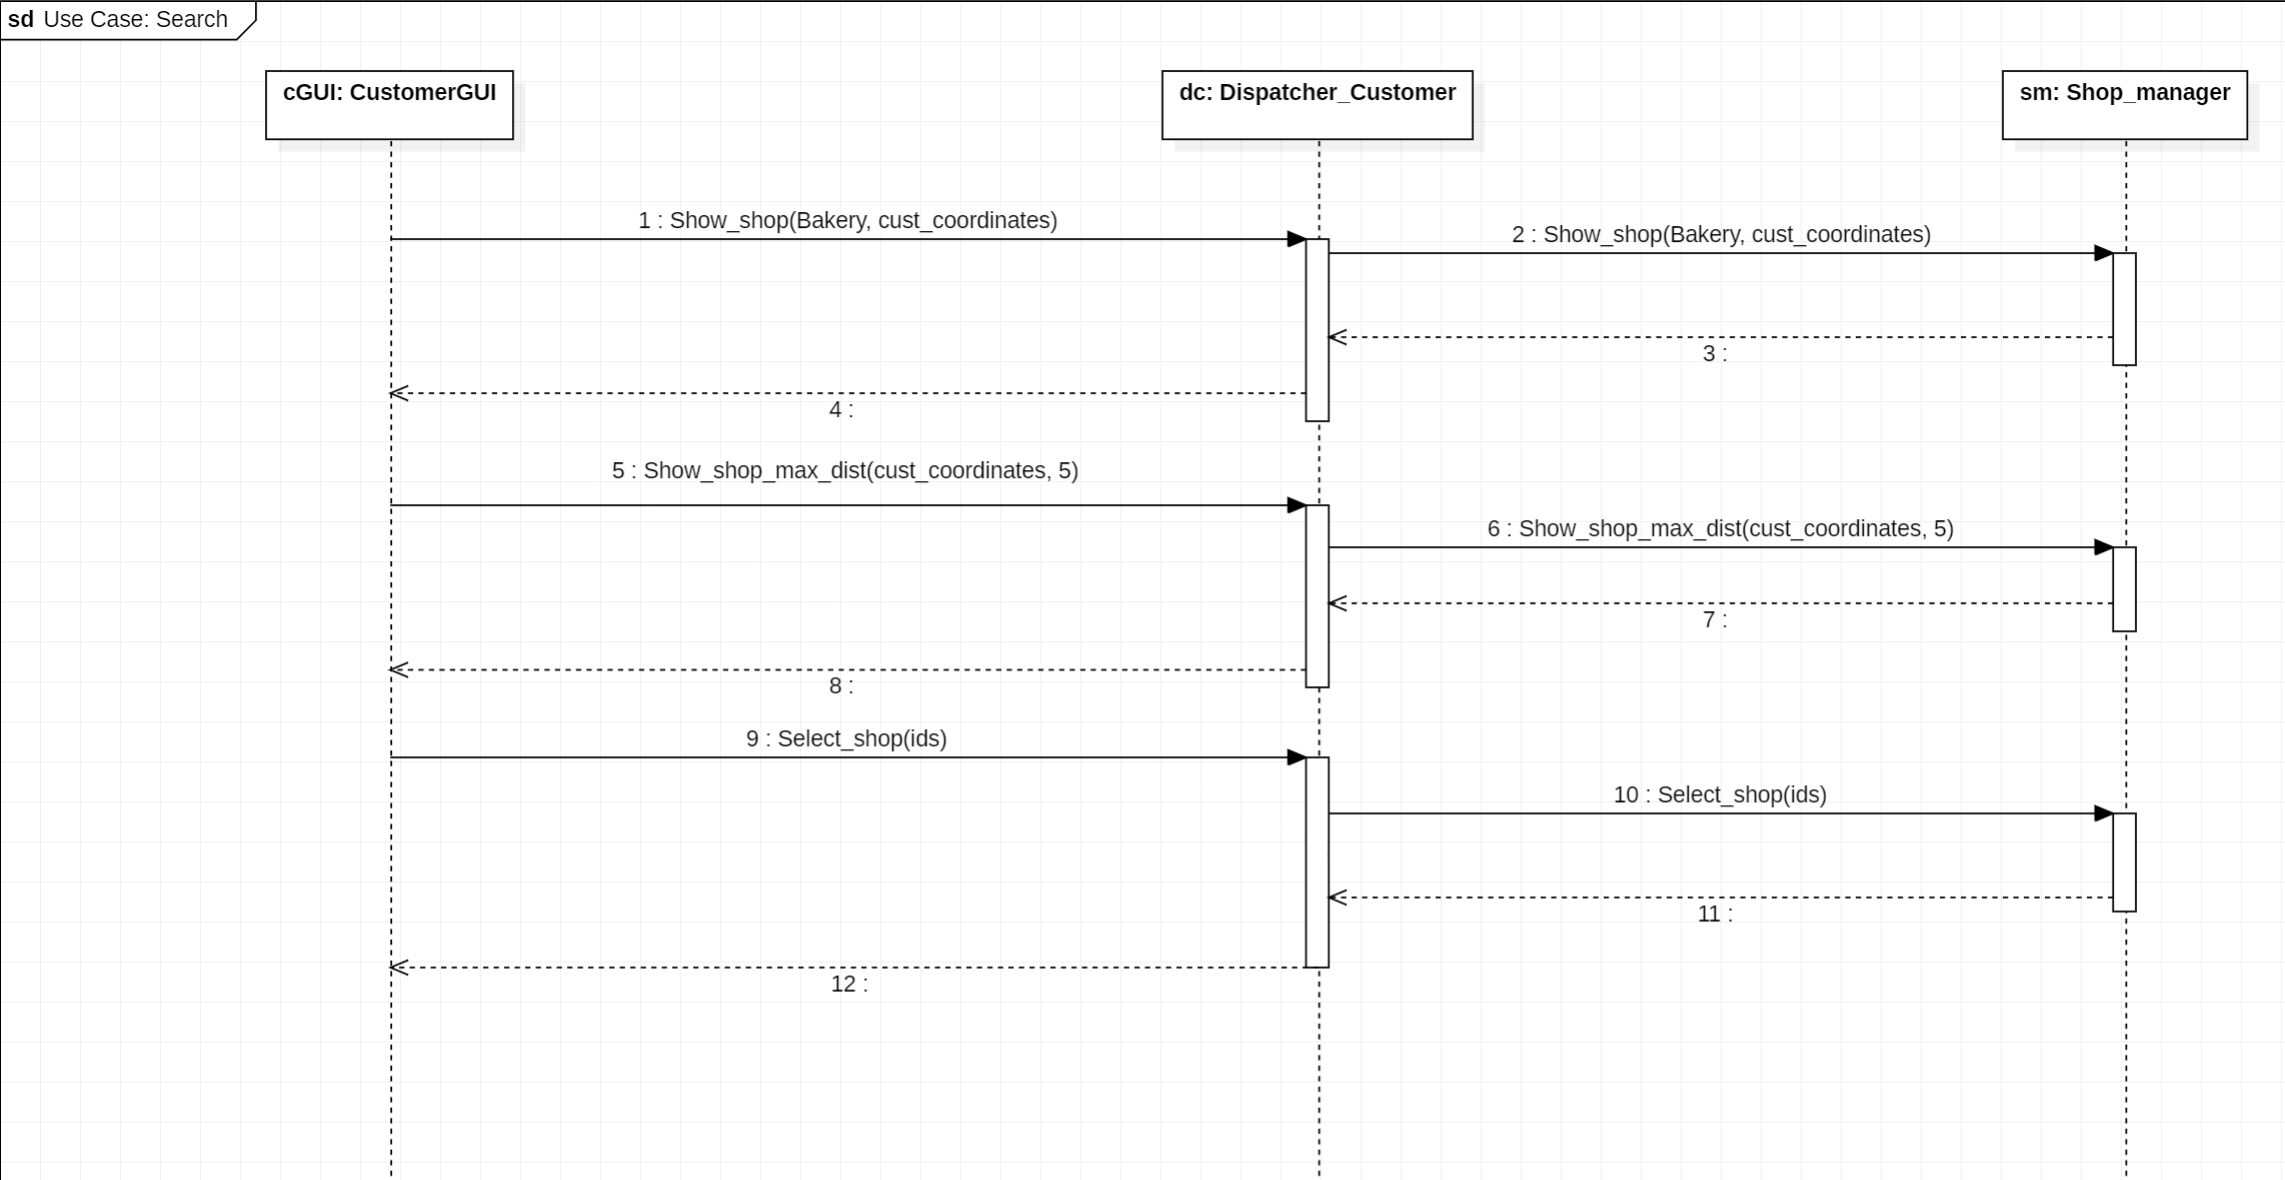 sd Use Case: Search
cGUI: CustomerGUI
dc: Dispatcher_Customer
sm: Shop_manager
1 : Show_shop(Bakery, cust_coordinates)
2 : Show_shop(Bakery, cust_coordinates)
3 :
4 :
5 : Show_shop_max_dist(cust_coordinates, 5)
6 : Show_shop_max_dist(cust_coordinates, 5)
7 :
8 :
9 : Select_shop(ids)
10 : Select_shop(ids)
11 :
12 :